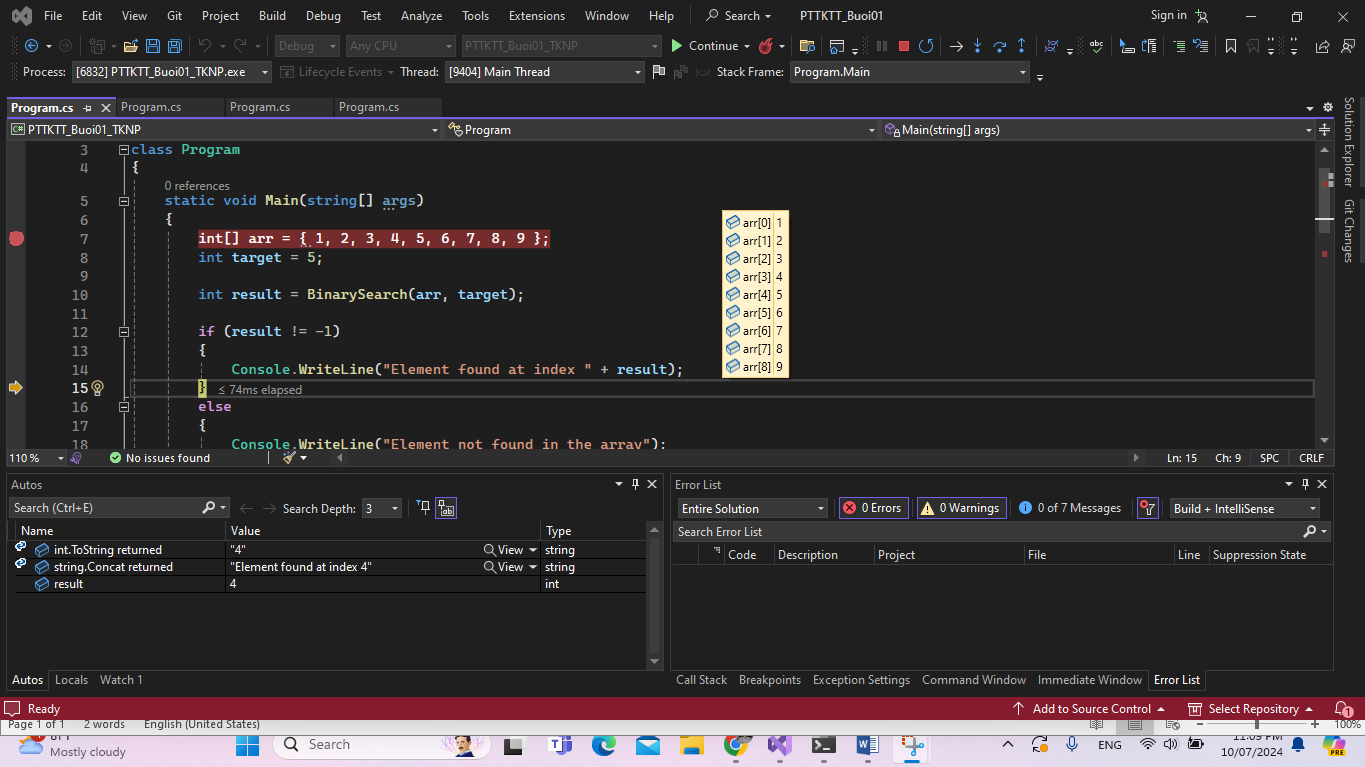 File Edit View Git Project Build Debug Test Analyze Tools Extensions Window Help Search PTTKTT_Buoi01 Sign in
Debug Any CPU PTTKTT_Buoi01_TKNP Continue
Process: [6832] PTTKTT_Buoi01_TKNP.exe Lifecycle Events Thread: [9404] Main Thread Stack Frame: Program.Main
Program.cs Program.cs Program.cs Program.cs
C# PTTKTT_Buoi01_TKNP Program Main(string[] args)
3 class Program
4 {
0 references
5 static void Main(string[] args)
6 {
7 int[] arr = { 1, 2, 3, 4, 5, 6, 7, 8, 9 };
8 int target = 5;
9
10 int result = BinarySearch(arr, target);
11
12 if (result != -1)
13 {
14 Console.WriteLine("Element found at index " + result);
15 } ≤ 74ms elapsed
16 else
17 {
18 Console.WriteLine("Element not found in the array");
arr[0] 1
arr[1] 2
arr[2] 3
arr[3] 4
arr[4] 5
arr[5] 6
arr[6] 7
arr[7] 8
arr[8] 9
Solution Explorer
Git Changes
110 % No issues found Ln: 15 Ch: 9 SPC CRLF
Autos
Search (Ctrl+E) Search Depth: 3
Name Value Type
int.ToString returned "4" View string
string.Concat returned "Element found at index 4" View string
result 4 int
Autos Locals Watch 1
Error List
Entire Solution 0 Errors 0 Warnings 0 of 7 Messages Build + IntelliSense
Search Error List
Code Description Project File Line Suppression State
Call Stack Breakpoints Exception Settings Command Window Immediate Window Error List
Ready Add to Source Control Select Repository 1
Page 1 of 1 2 words English (United States) 100%
Mostly cloudy Search ENG 11:09 PM
10/07/2024 PRE